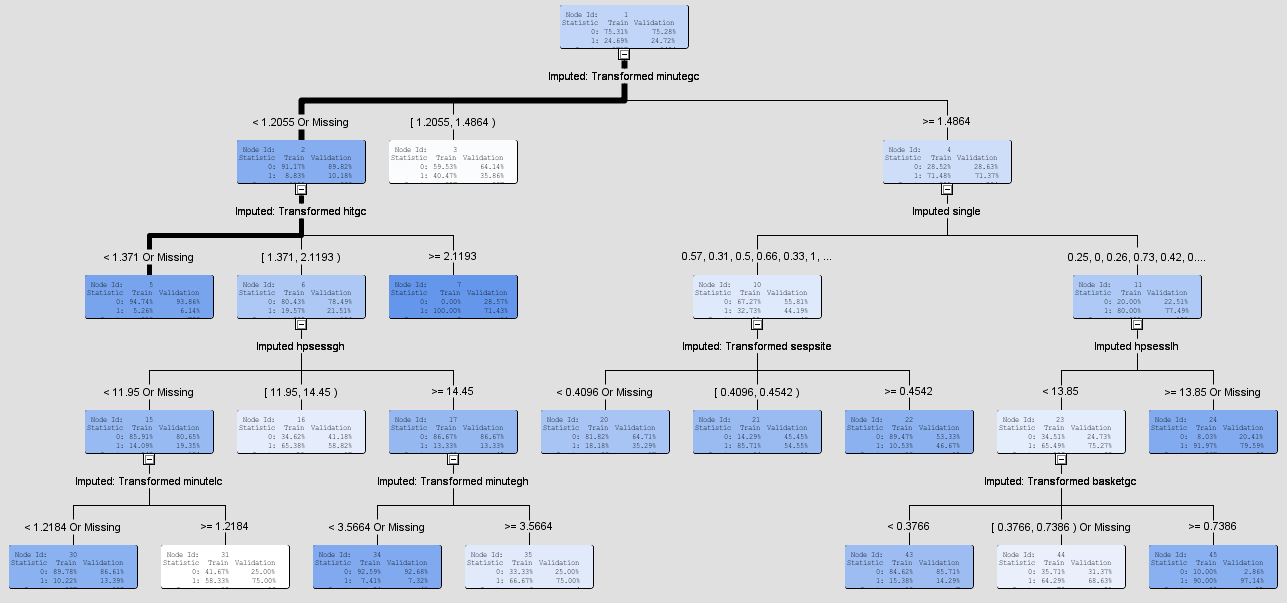 Node Id: 1
Statistic Train Validation
0: 75.31% 75.28%
1: 24.69% 24.72%
Imputed: Transformed minutegc
< 1.2055 Or Missing
[ 1.2055, 1.4864 )
>= 1.4864
Node Id: 2
Statistic Train Validation
0: 91.17% 89.82%
1: 8.83% 10.18%
Node Id: 3
Statistic Train Validation
0: 59.53% 64.14%
1: 40.47% 35.86%
Node Id: 4
Statistic Train Validation
0: 28.52% 28.63%
1: 71.48% 71.37%
Imputed: Transformed hitgc
Imputed single
< 1.371 Or Missing
[ 1.371, 2.1193 )
>= 2.1193
0.57, 0.31, 0.5, 0.66, 0.33, 1, ...
0.25, 0, 0.26, 0.73, 0.42, 0....
Node Id: 5
Statistic Train Validation
0: 94.74% 93.86%
1: 5.26% 6.14%
Node Id: 6
Statistic Train Validation
0: 80.43% 78.49%
1: 19.57% 21.51%
Node Id: 7
Statistic Train Validation
0: 0.00% 28.57%
1: 100.00% 71.43%
Node Id: 10
Statistic Train Validation
0: 67.27% 55.81%
1: 32.73% 44.19%
Node Id: 11
Statistic Train Validation
0: 20.00% 22.51%
1: 80.00% 77.49%
Imputed hpsessgh
Imputed: Transformed sespsite
Imputed hpsesslh
< 11.95 Or Missing
[ 11.95, 14.45 )
>= 14.45
< 0.4096 Or Missing
[ 0.4096, 0.4542 )
>= 0.4542
< 13.85
>= 13.85 Or Missing
Node Id: 15
Statistic Train Validation
0: 85.91% 80.65%
1: 14.09% 19.35%
Node Id: 16
Statistic Train Validation
0: 34.62% 41.18%
1: 65.38% 58.82%
Node Id: 17
Statistic Train Validation
0: 86.67% 86.67%
1: 13.33% 13.33%
Node Id: 20
Statistic Train Validation
0: 81.82% 64.71%
1: 18.18% 35.29%
Node Id: 21
Statistic Train Validation
0: 14.29% 45.45%
1: 85.71% 54.55%
Node Id: 22
Statistic Train Validation
0: 89.47% 53.33%
1: 10.53% 46.67%
Node Id: 23
Statistic Train Validation
0: 34.51% 24.73%
1: 65.49% 75.27%
Node Id: 24
Statistic Train Validation
0: 8.03% 20.41%
1: 91.97% 79.59%
Imputed: Transformed minutelc
Imputed: Transformed minutegh
Imputed: Transformed basketgc
< 1.2184 Or Missing
>= 1.2184
< 3.5664 Or Missing
>= 3.5664
< 0.3766
[ 0.3766, 0.7386 ) Or Missing
>= 0.7386
Node Id: 30
Statistic Train Validation
0: 89.78% 86.61%
1: 10.22% 13.39%
Node Id: 31
Statistic Train Validation
0: 41.67% 25.00%
1: 58.33% 75.00%
Node Id: 34
Statistic Train Validation
0: 92.59% 92.68%
1: 7.41% 7.32%
Node Id: 35
Statistic Train Validation
0: 33.33% 25.00%
1: 66.67% 75.00%
Node Id: 43
Statistic Train Validation
0: 84.62% 85.71%
1: 15.38% 14.29%
Node Id: 44
Statistic Train Validation
0: 35.71% 31.37%
1: 64.29% 68.63%
Node Id: 45
Statistic Train Validation
0: 10.00% 2.86%
1: 90.00% 97.14%